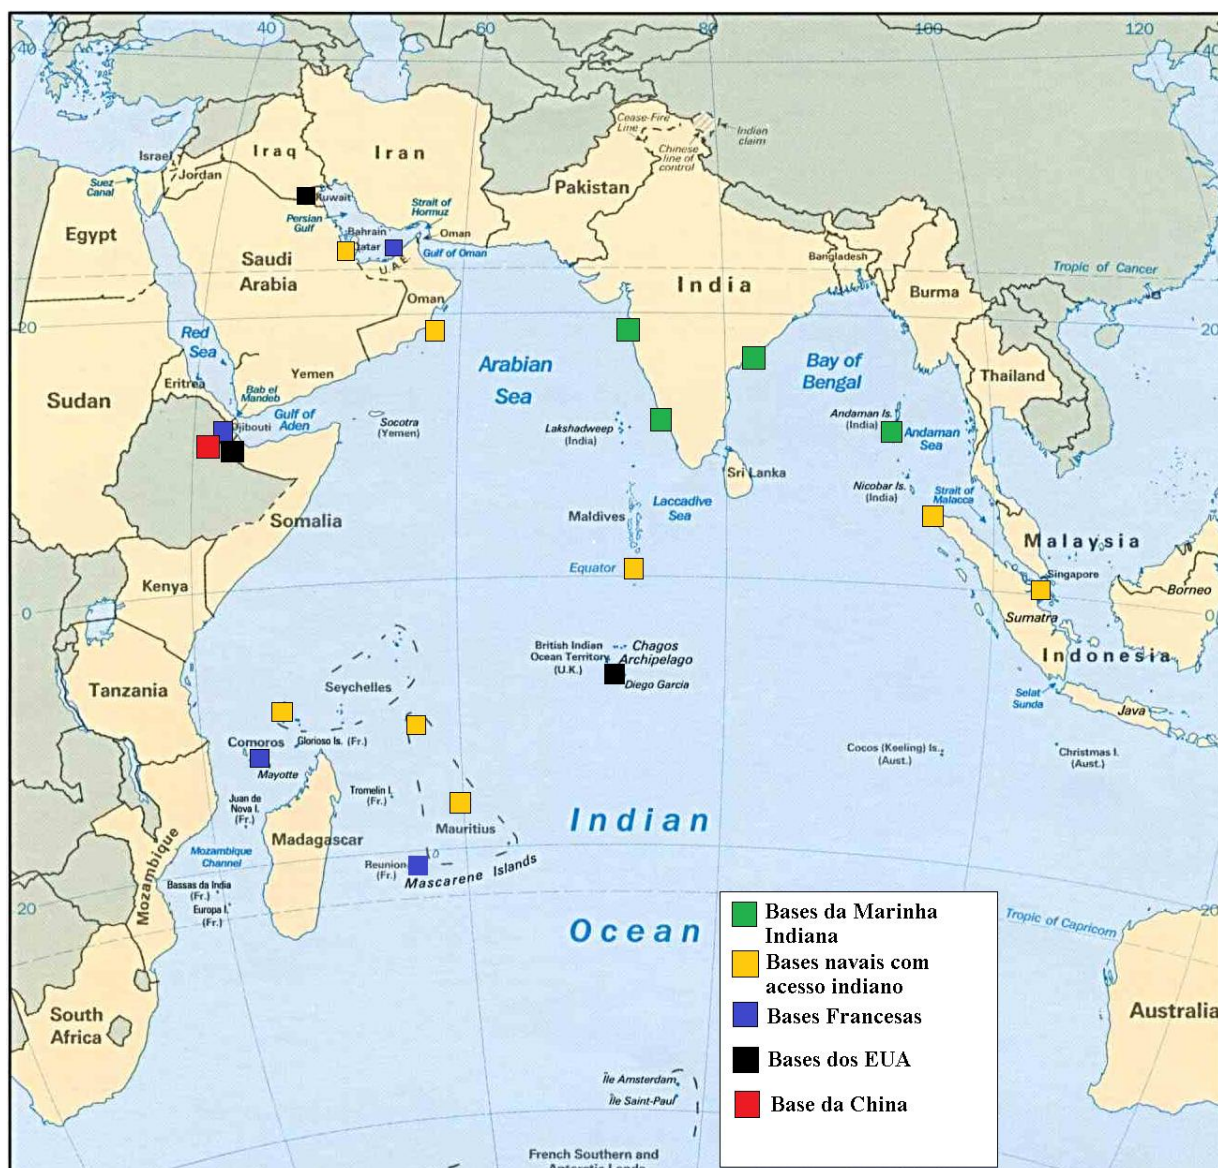 20
40
60
80
100
120
40
40
Cease-Fire
Line
Indian
claim
Chinese
line of
control
Israel
Iraq
Iran
Jordan
Suez
Canal
Kuwait
Pakistan
Strait of
Hormuz
Persian
Gulf
Egypt
Bahrain
Oman
Qatar
Gulf of Oman
Saudi
Arabia
U.A.E
Bangladesh
Tropic of Cancer
India
Burma
Oman
20
20
Red
Sea
Arabian
Sea
Bay of
Bengal
Yemen
Eritrea
Thailand
Bab el
Mandeb
Sudan
Gulf of
Aden
Djibouti
Socotra
(Yemen)
Lakshadweep
(India)
Andaman Is.
(India)
Andaman
Sea
Sri Lanka
Nicobar Is.
(India)
Strait of
Malacca
Laccadive
Sea
Somalia
Maldives
Malaysia
Equator
Singapore
Kenya
Borneo
0
0
Sumatra
British Indian
Ocean Territory
(U.K.)
Chagos
Archipelago
Indonesia
Diego Garcia
Tanzania
Seychelles
Selat
Sunda
Java
Comoros
Glorioso Is. (Fr.)
Cocos (Keeling) Is.
(Aust.)
Christmas I.
(Aust.)
Mayotte
Juan de
Nova I.
(Fr.)
Tromelin I.
(Fr.)
Indian
Mauritius
Madagascar
Mozambique
Mozambique
Channel
Reunion
(Fr.)
Mascarene Islands
Bassas da India
(Fr.)
Europa I.
(Fr.)
20
20
Tropic of Capricorn
Ocean
Bases da Marinha
Indiana
Bases navais com
acesso indiano
Bases Francesas
Bases dos EUA
Base da China
South
Africa
Australia
Île Amsterdam
Île Saint-Paul
French Southern and